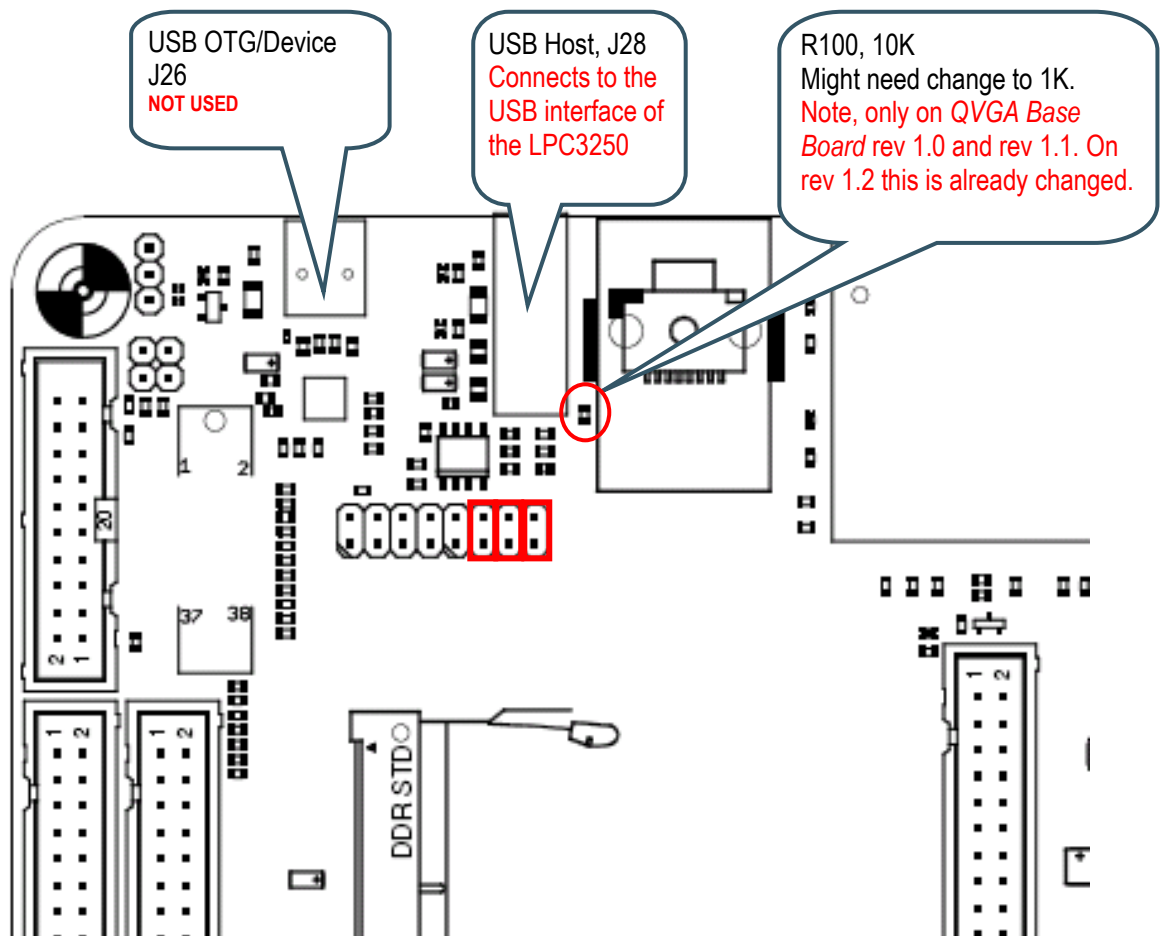 USB OTG/Device
J26
NOT USED
USB Host, J28
Connects to the
USB interface of
the LPC3250
R100, 10K
Might need change to 1K.
Note, only on QVGA Base
Board rev 1.0 and rev 1.1. On
rev 1.2 this is already changed.
1 2
20
37 38
2 1
1 2
1 2
1 2
DDR STD